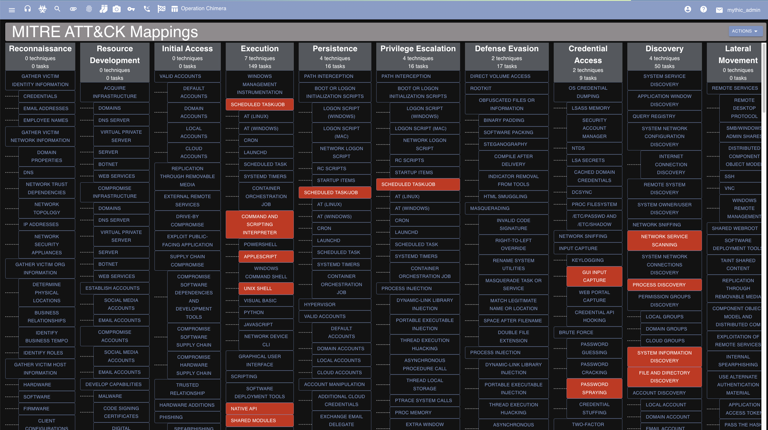 Operation Chimera
mythic_admin
MITRE ATT&CK Mappings
ACTIONS
Reconnaissance
0 techniques
0 tasks
GATHER VICTIM
IDENTITY INFORMATION
CREDENTIALS
EMAIL ADDRESSES
EMPLOYEE NAMES
GATHER VICTIM
NETWORK INFORMATION
DOMAIN
PROPERTIES
DNS
NETWORK TRUST
DEPENDENCIES
NETWORK
TOPOLOGY
IP ADDRESSES
NETWORK
SECURITY
APPLIANCES
GATHER VICTIM ORG
INFORMATION
DETERMINE
PHYSICAL
LOCATIONS
BUSINESS
RELATIONSHIPS
IDENTIFY
BUSINESS TEMPO
IDENTIFY ROLES
GATHER VICTIM HOST
INFORMATION
HARDWARE
SOFTWARE
FIRMWARE
CLIENT
CONFIGURATIONS
Resource
Development
0 techniques
0 tasks
ACQUIRE
INFRASTRUCTURE
DOMAINS
DNS SERVER
VIRTUAL PRIVATE
SERVER
SERVER
BOTNET
WEB SERVICES
COMPROMISE
INFRASTRUCTURE
DOMAINS
DNS SERVER
VIRTUAL PRIVATE
SERVER
SERVER
BOTNET
WEB SERVICES
ESTABLISH ACCOUNTS
SOCIAL MEDIA
ACCOUNTS
EMAIL ACCOUNTS
COMPROMISE
ACCOUNTS
SOCIAL MEDIA
ACCOUNTS
EMAIL ACCOUNTS
DEVELOP CAPABILITIES
MALWARE
CODE SIGNING
CERTIFICATES
DIGITAL
Initial Access
0 techniques
0 tasks
VALID ACCOUNTS
DEFAULT
ACCOUNTS
DOMAIN
ACCOUNTS
LOCAL
ACCOUNTS
CLOUD
ACCOUNTS
REPLICATION
THROUGH REMOVABLE
MEDIA
EXTERNAL REMOTE
SERVICES
DRIVE-BY
COMPROMISE
EXPLOIT PUBLIC-
FACING APPLICATION
SUPPLY CHAIN
COMPROMISE
COMPROMISE
SOFTWARE
DEPENDENCIES
AND
DEVELOPMENT
TOOLS
COMPROMISE
SOFTWARE
SUPPLY CHAIN
COMPROMISE
HARDWARE
SUPPLY CHAIN
TRUSTED
RELATIONSHIP
HARDWARE ADDITIONS
PHISHING
SPEARPHISHING
Execution
7 techniques
149 tasks
WINDOWS
MANAGEMENT
INSTRUMENTATION
SCHEDULED TASK/JOB
AT (LINUX)
AT (WINDOWS)
CRON
LAUNCHD
SCHEDULED TASK
SYSTEMD TIMERS
CONTAINER
ORCHESTRATION
JOB
COMMAND AND
SCRIPTING
INTERPRETER
POWERSHELL
APPLESCRIPT
WINDOWS
COMMAND SHELL
UNIX SHELL
VISUAL BASIC
PYTHON
JAVASCRIPT
NETWORK DEVICE
CLI
GRAPHICAL USER
INTERFACE
SCRIPTING
SOFTWARE
DEPLOYMENT TOOLS
NATIVE API
SHARED MODULES
Persistence
4 techniques
16 tasks
PATH INTERCEPTION
BOOT OR LOGON
INITIALIZATION SCRIPTS
LOGON SCRIPT
(WINDOWS)
LOGON SCRIPT
(MAC)
NETWORK LOGON
SCRIPT
RC SCRIPTS
STARTUP ITEMS
SCHEDULED TASK/JOB
AT (LINUX)
AT (WINDOWS)
CRON
LAUNCHD
SCHEDULED TASK
SYSTEMD TIMERS
CONTAINER
ORCHESTRATION
JOB
HYPERVISOR
VALID ACCOUNTS
DEFAULT
ACCOUNTS
DOMAIN ACCOUNTS
LOCAL ACCOUNTS
CLOUD ACCOUNTS
ACCOUNT MANIPULATION
ADDITIONAL CLOUD
CREDENTIALS
EXCHANGE EMAIL
DELEGATE
Privilege Escalation
4 techniques
16 tasks
PATH INTERCEPTION
BOOT OR LOGON
INITIALIZATION SCRIPTS
LOGON SCRIPT
(WINDOWS)
LOGON SCRIPT (MAC)
NETWORK LOGON
SCRIPT
RC SCRIPTS
STARTUP ITEMS
SCHEDULED TASK/JOB
AT (LINUX)
AT (WINDOWS)
CRON
LAUNCHD
SCHEDULED TASK
SYSTEMD TIMERS
CONTAINER
ORCHESTRATION JOB
PROCESS INJECTION
DYNAMIC-LINK LIBRARY
INJECTION
PORTABLE EXECUTABLE
INJECTION
THREAD EXECUTION
HIJACKING
ASYNCHRONOUS
PROCEDURE CALL
THREAD LOCAL
STORAGE
PTRACE SYSTEM CALLS
PROC MEMORY
EXTRA WINDOW
Defense Evasion
2 techniques
17 tasks
DIRECT VOLUME ACCESS
ROOTKIT
OBFUSCATED FILES OR
INFORMATION
BINARY PADDING
SOFTWARE PACKING
STEGANOGRAPHY
COMPILE AFTER
DELIVERY
INDICATOR REMOVAL
FROM TOOLS
HTML SMUGGLING
MASQUERADING
INVALID CODE
SIGNATURE
RIGHT-TO-LEFT
OVERRIDE
RENAME SYSTEM
UTILITIES
MASQUERADE TASK OR
SERVICE
MATCH LEGITIMATE
NAME OR LOCATION
SPACE AFTER FILENAME
DOUBLE FILE
EXTENSION
PROCESS INJECTION
DYNAMIC-LINK LIBRARY
INJECTION
PORTABLE EXECUTABLE
INJECTION
THREAD EXECUTION
HIJACKING
ASYNCHRONOUS
Credential
Access
2 techniques
9 tasks
OS CREDENTIAL
DUMPING
LSASS MEMORY
SECURITY
ACCOUNT
MANAGER
NTDS
LSA SECRETS
CACHED DOMAIN
CREDENTIALS
DCSYNC
PROC FILESYSTEM
/ETC/PASSWD AND
/ETC/SHADOW
NETWORK SNIFFING
INPUT CAPTURE
KEYLOGGING
GUI INPUT
CAPTURE
WEB PORTAL
CAPTURE
CREDENTIAL API
HOOKING
BRUTE FORCE
PASSWORD
GUESSING
PASSWORD
CRACKING
PASSWORD
SPRAYING
CREDENTIAL
STUFFING
TWO-FACTOR
Discovery
4 techniques
50 tasks
SYSTEM SERVICE
DISCOVERY
APPLICATION WINDOW
DISCOVERY
QUERY REGISTRY
SYSTEM NETWORK
CONFIGURATION
DISCOVERY
INTERNET
CONNECTION
DISCOVERY
REMOTE SYSTEM
DISCOVERY
SYSTEM OWNER/USER
DISCOVERY
NETWORK SNIFFING
NETWORK SERVICE
SCANNING
SYSTEM NETWORK
CONNECTIONS
DISCOVERY
PROCESS DISCOVERY
PERMISSION GROUPS
DISCOVERY
LOCAL GROUPS
DOMAIN GROUPS
CLOUD GROUPS
SYSTEM INFORMATION
DISCOVERY
FILE AND DIRECTORY
DISCOVERY
ACCOUNT DISCOVERY
LOCAL ACCOUNT
DOMAIN ACCOUNT
EMAIL ACCOUNT
Lateral
Movement
0 techniques
0 tasks
REMOTE SERVICES
REMOTE
DESKTOP
PROTOCOL
SMB/WINDOWS
ADMIN SHARE
DISTRIBUTED
COMPONENT
OBJECT MODE
SSH
VNC
WINDOWS
REMOTE
MANAGEMENT
SHARED WEBROOT
SOFTWARE
DEPLOYMENT TOOLS
TAINT SHARED
CONTENT
REPLICATION
THROUGH
REMOVABLE MEDIA
COMPONENT OBJECT
MODEL AND
DISTRIBUTED COM
EXPLOITATION OF
REMOTE SERVICES
INTERNAL
SPEARPHISHING
USE ALTERNATE
AUTHENTICATION
MATERIAL
APPLICATION
ACCESS TOKEN
PASS THE HASH